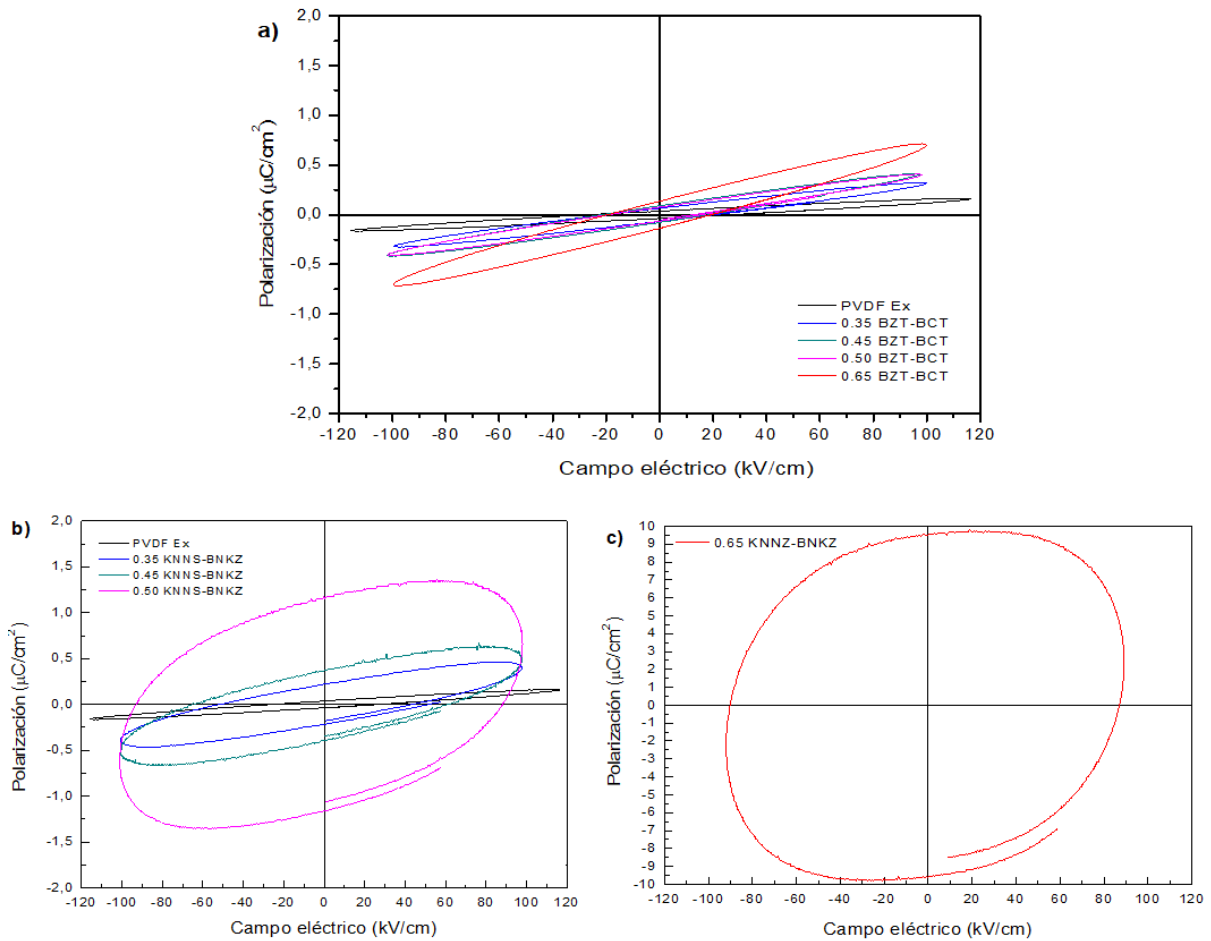 a)
2,0
1,5
1,0
0,5
0,0
-0,5
-1,0
-1,5
-2,0
Polarización (µC/cm²)
PVDF Ex
0.35 BZT-BCT
0.45 BZT-BCT
0.50 BZT-BCT
0.65 BZT-BCT
-120 -100 -80 -60 -40 -20 0 20 40 60 80 100 120
Campo eléctrico (kV/cm)
b)
2,0
1,5
1,0
0,5
0,0
-0,5
-1,0
-1,5
-2,0
Polarización (µC/cm²)
PVDF Ex
0.35 KNNS-BNKZ
0.45 KNNS-BNKZ
0.50 KNNS-BNKZ
-120 -100 -80 -60 -40 -20 0 20 40 60 80 100 120
Campo eléctrico (kV/cm)
c)
10
9
8
7
6
5
4
3
2
1
0
-1
-2
-3
-4
-5
-6
-7
-8
-9
-10
Polarización (µC/cm²)
0.65 KNNZ-BNKZ
-120 -100 -80 -60 -40 -20 0 20 40 60 80 100 120
Campo eléctrico (kV/cm)